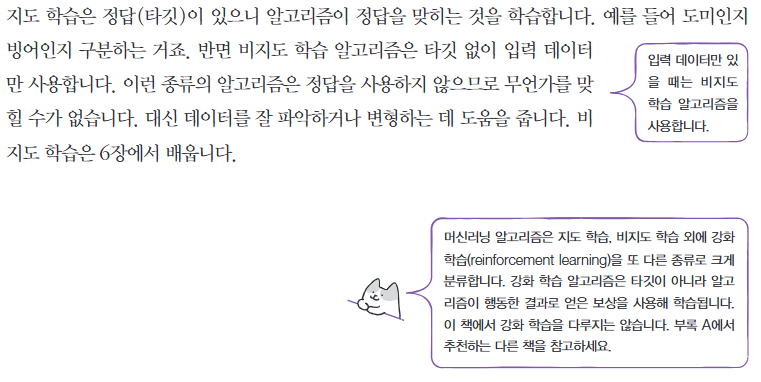 지도 학습은 정답(타깃)이 있으니 알고리즘이 정답을 맞히는 것을 학습합니다. 예를 들어 도미인지
빙어인지 구분하는 거죠. 반면 비지도 학습 알고리즘은 타깃 없이 입력 데이터
만 사용합니다. 이런 종류의 알고리즘은 정답을 사용하지 않으므로 무언가를 맞
힐 수가 없습니다. 대신 데이터를 잘 파악하거나 변형하는 데 도움을 줍니다. 비
지도 학습은 6장에서 배웁니다.
입력 데이터만 있
을 때는 비지도
학습 알고리즘을
사용합니다.
머신러닝 알고리즘은 지도 학습, 비지도 학습 외에 강화
학습(reinforcement learning)을 또 다른 종류로 크게
분류합니다. 강화 학습 알고리즘은 타깃이 아니라 알고
리즘이 행동한 결과로 얻은 보상을 사용해 학습됩니다.
이 책에서 강화 학습을 다루지는 않습니다. 부록 A에서
추천하는 다른 책을 참고하세요.